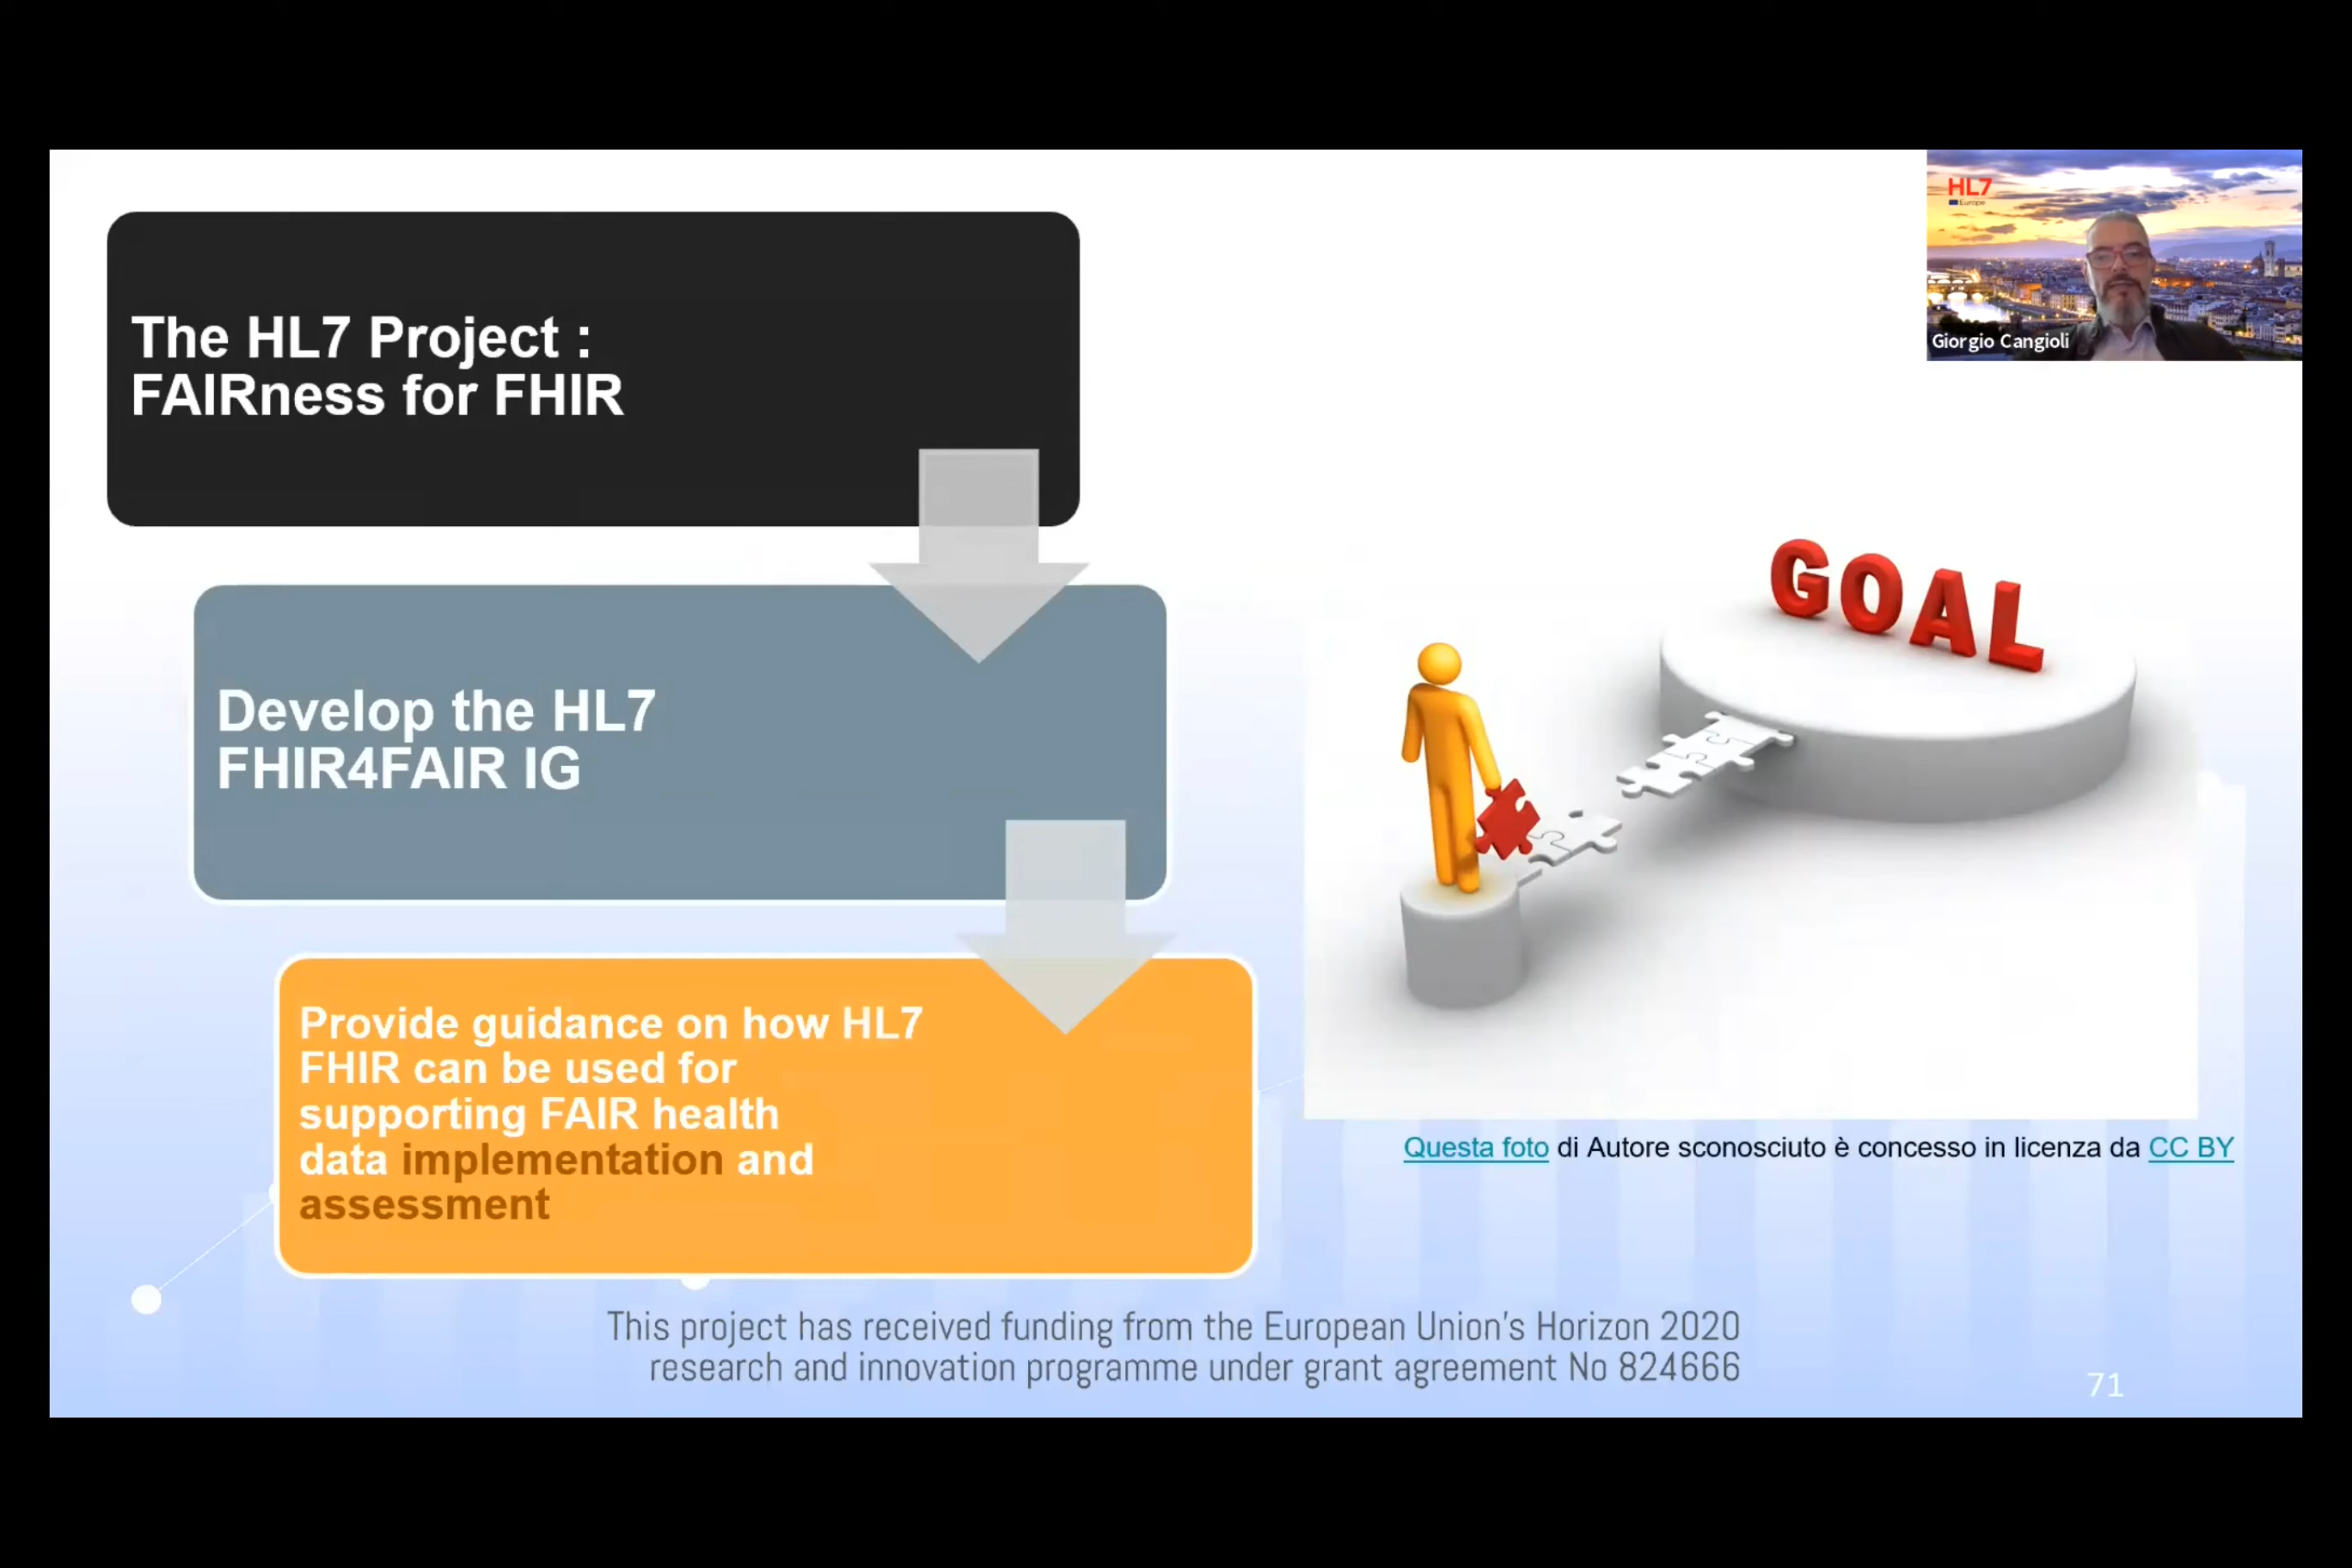 The HL7 Project :
FAIRness for FHIR
Develop the HL7
FHIR4FAIR IG
Provide guidance on how HL7
FHIR can be used for
supporting FAIR health
data implementation and
assessment
HL7
Europe
Giorgio Cangioli
GOAL
Questa foto di Autore sconosciuto è concesso in licenza da CC BY
This project has received funding from the European Union's Horizon 2020
research and innovation programme under grant agreement No 824666
71